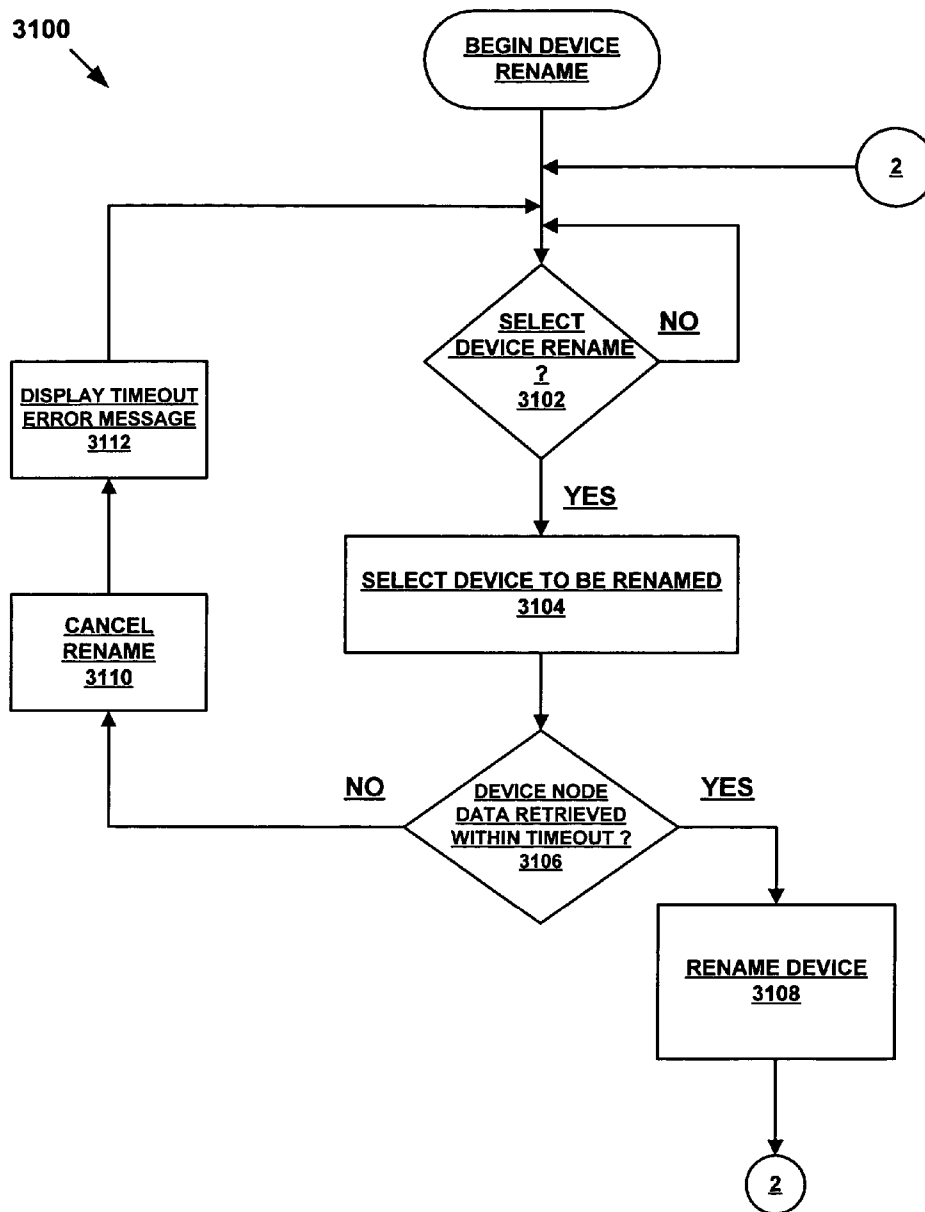 3100
BEGIN DEVICE
RENAME
2
SELECT
DEVICE RENAME
?
3102
NO
DISPLAY TIMEOUT
ERROR MESSAGE
3112
YES
SELECT DEVICE TO BE RENAMED
3104
CANCEL
RENAME
3110
NO
DEVICE NODE
DATA RETRIEVED
WITHIN TIMEOUT ?
3106
YES
RENAME DEVICE
3108
2